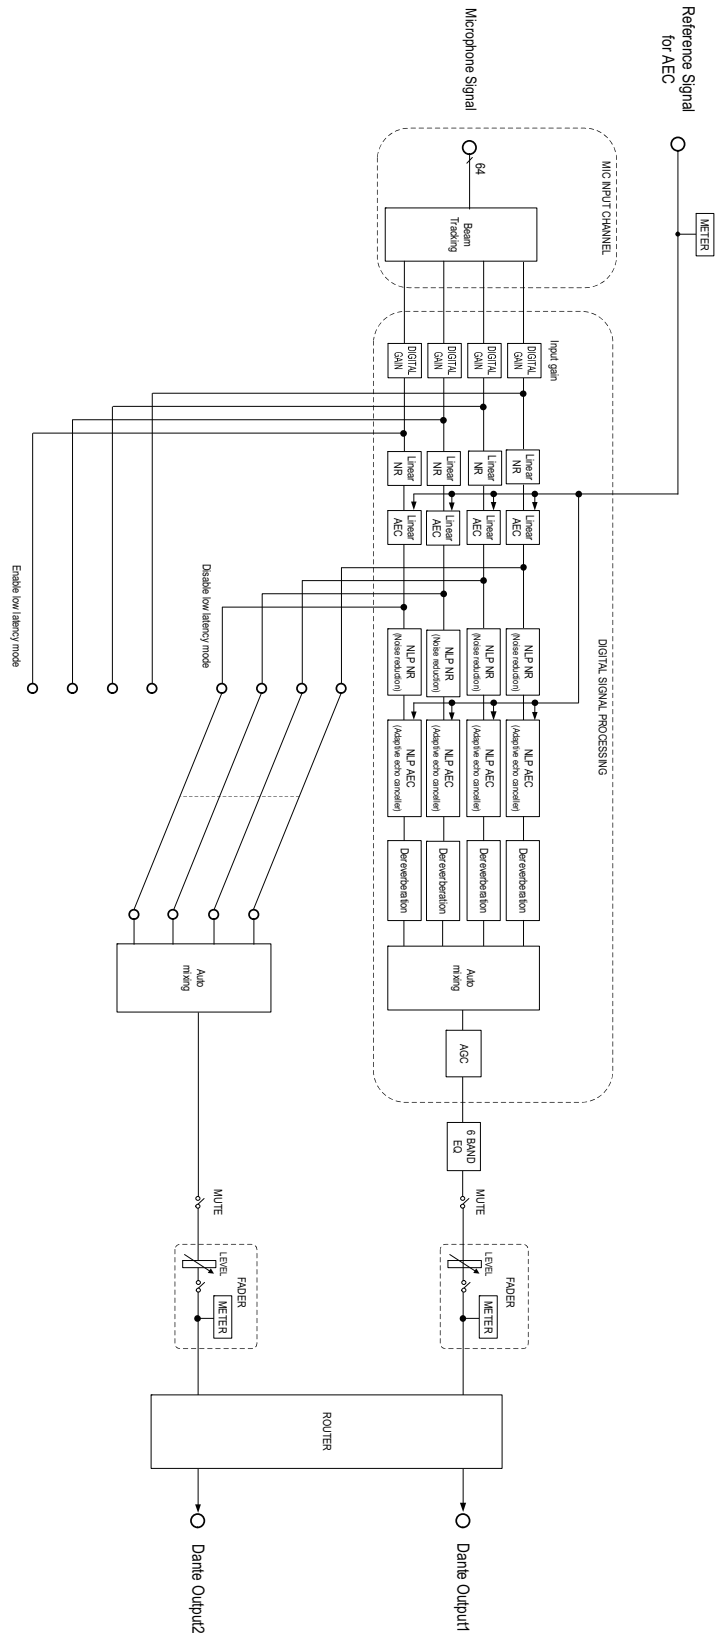 Reference Signal
for AEC
METER
Microphone Signal
64
MIC INPUT CHANNEL
Beam
Tracking
DIGITAL SIGNAL PROCESSING
Input gain
DIGITAL
GAIN
DIGITAL
GAIN
DIGITAL
GAIN
DIGITAL
GAIN
Linear
NR
Linear
NR
Linear
NR
Linear
NR
Linear
AEC
Linear
AEC
Linear
AEC
Linear
AEC
NLP NR
(Noise reduction)
NLP NR
(Noise reduction)
NLP NR
(Noise reduction)
NLP NR
(Noise reduction)
NLP AEC
(Adaptive echo canceller)
NLP AEC
(Adaptive echo canceller)
NLP AEC
(Adaptive echo canceller)
NLP AEC
(Adaptive echo canceller)
Dereverberation
Dereverberation
Dereverberation
Dereverberation
Auto
mixing
AGC
6 BAND
EQ
MUTE
LEVEL
FADER
METER
Disable low latency mode
Enable low latency mode
Auto
mixing
MUTE
LEVEL
FADER
METER
ROUTER
Dante Output1
Dante Output2